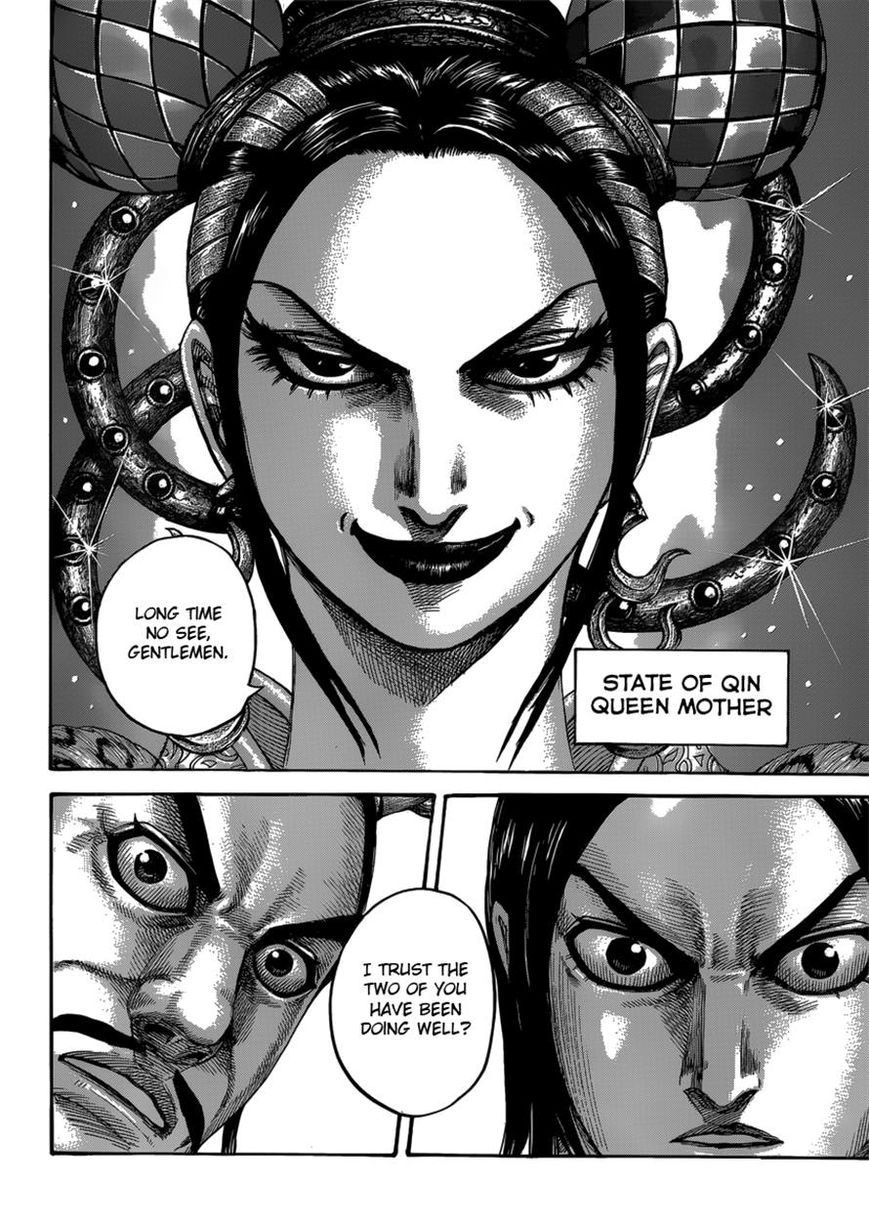 LONG TIME
NO SEE,
GENTLEMEN.
STATE OF QIN
QUEEN MOTHER
I TRUST THE
TWO OF YOU
HAVE BEEN
DOING WELL?